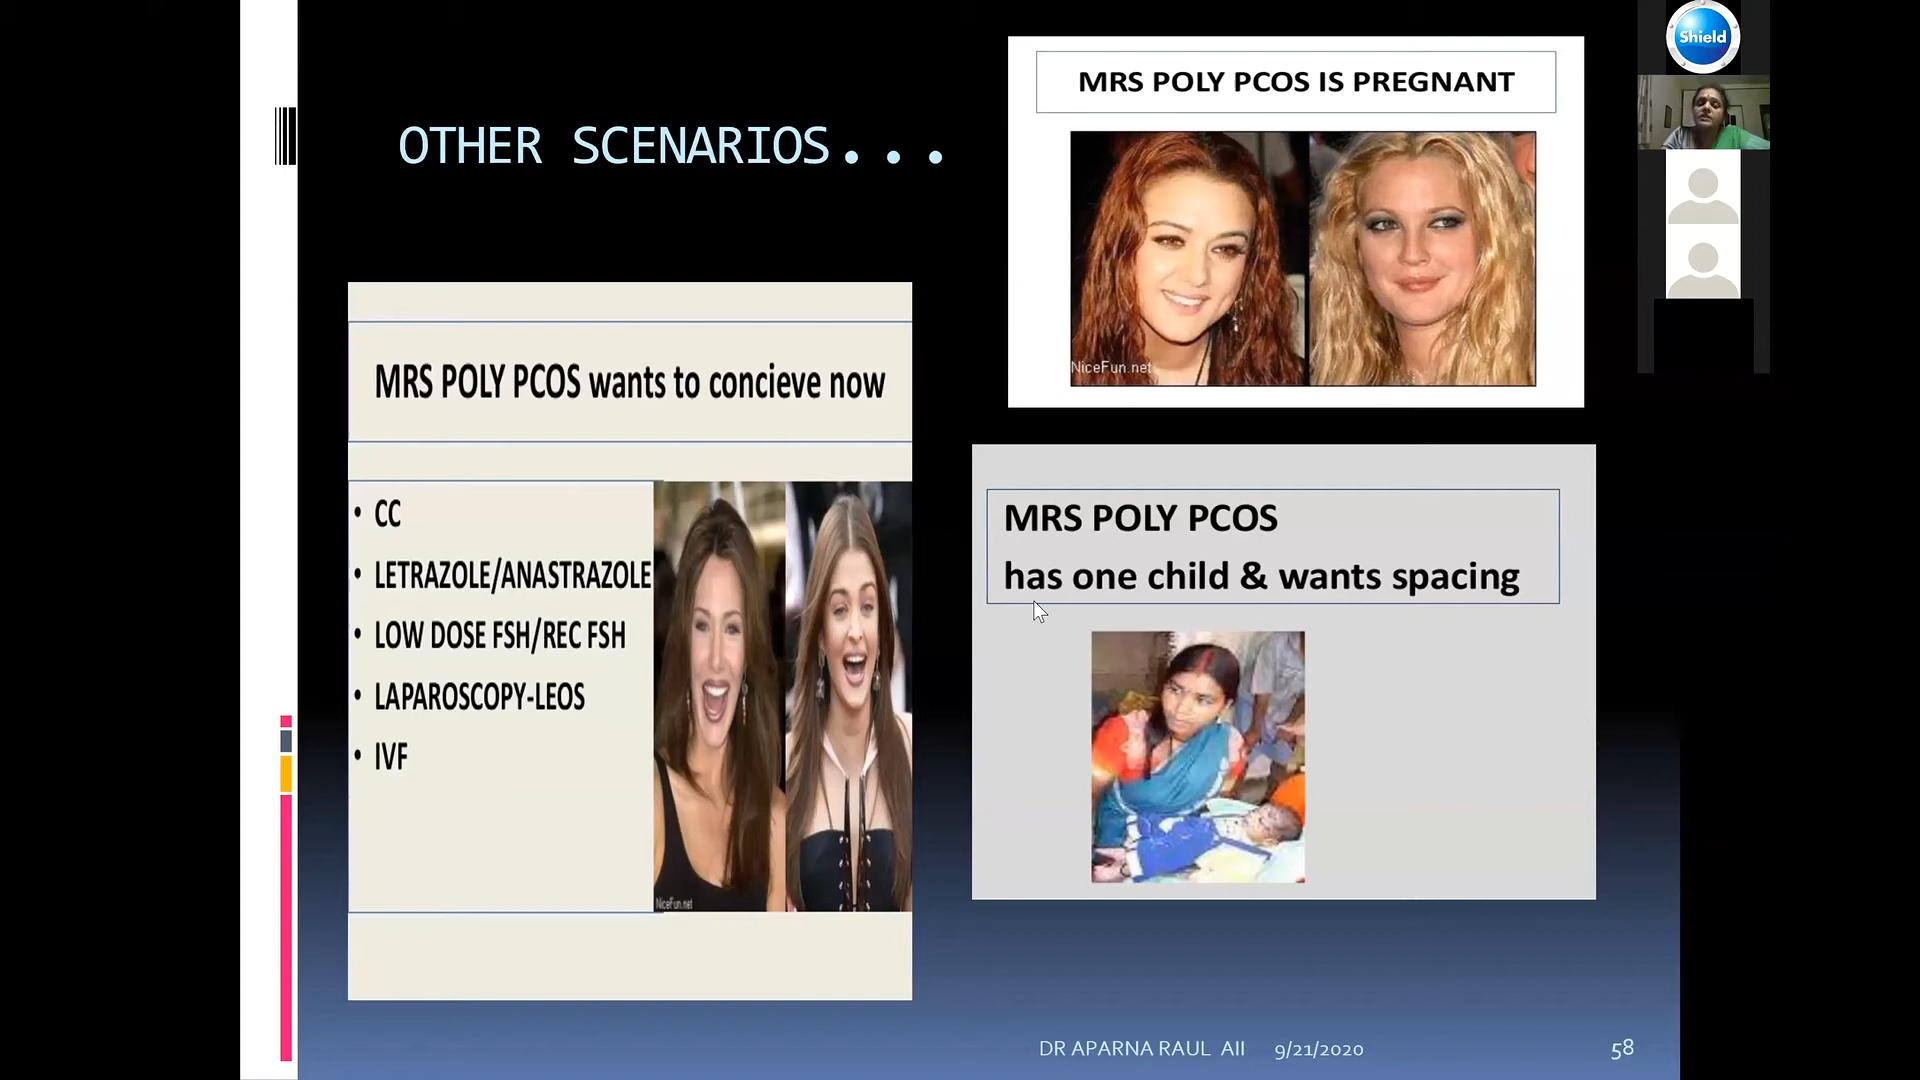 OTHER SCENARIOS...
MRS POLY PCOS wants to concieve now
• CC
• LETRAZOLE/ANASTRAZOLE
• LOW DOSE FSH/REC FSH
• LAPAROSCOPY-LEOS
• IVF
NiceFun.net
MRS POLY PCOS IS PREGNANT
NiceFun.net
MRS POLY PCOS
has one child & wants spacing
DR APARNA RAUL AII 9/21/2020 58
Shield